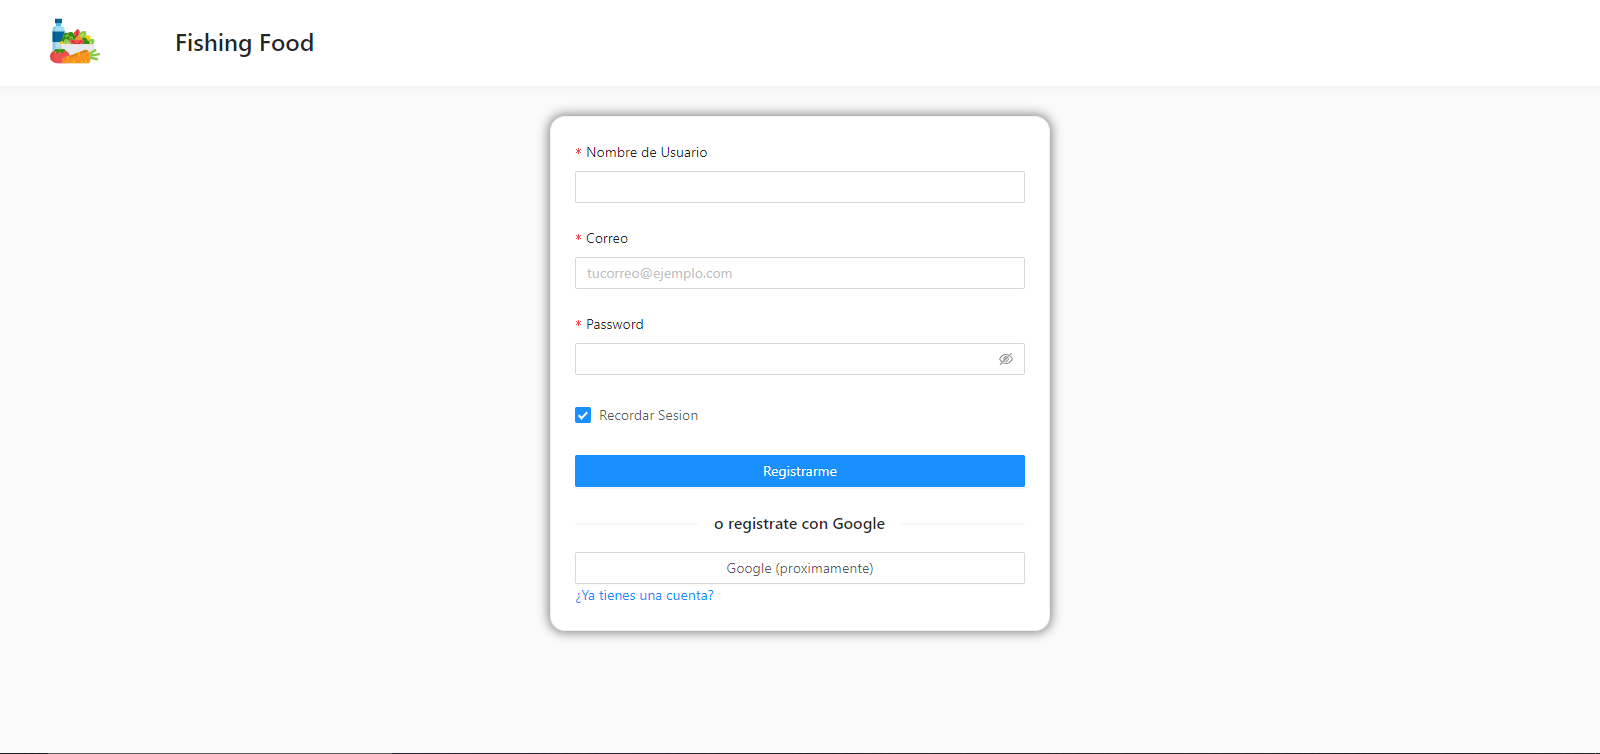 Fishing Food
* Nombre de Usuario
* Correo
tucorreo@ejemplo.com
* Password
Recordar Sesion
Registrarme
o registrate con Google
Google (proximamente)
¿Ya tienes una cuenta?